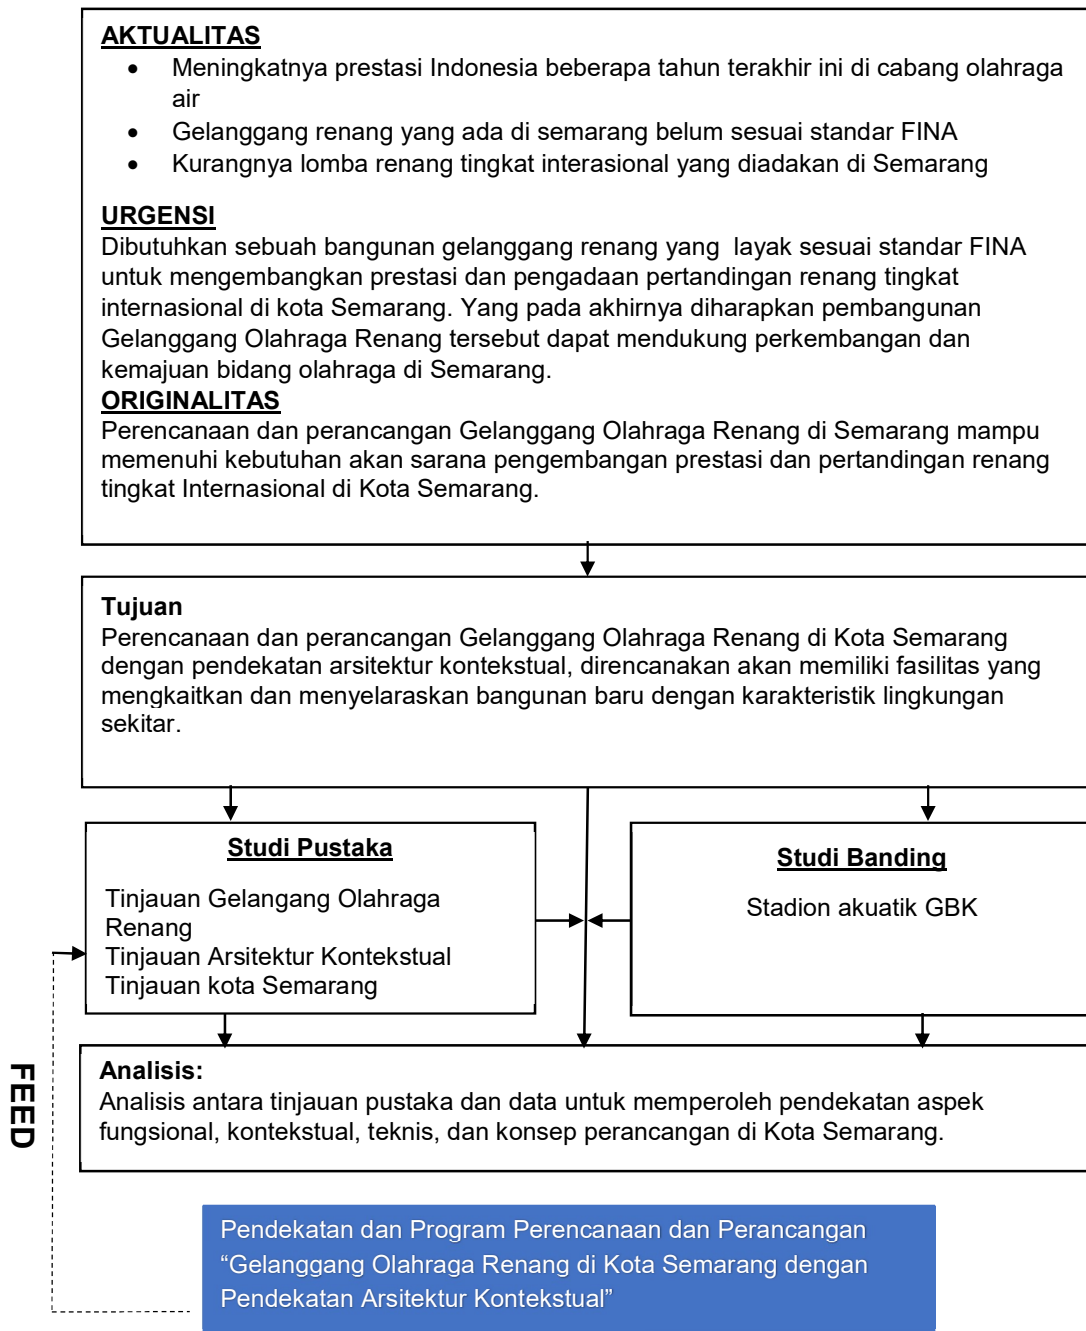 AKTUALITAS
• Meningkatnya prestasi Indonesia beberapa tahun terakhir ini di cabang olahraga
air
• Gelanggang renang yang ada di semarang belum sesuai standar FINA
• Kurangnya lomba renang tingkat interasional yang diadakan di Semarang
URGENSI
Dibutuhkan sebuah bangunan gelanggang renang yang layak sesuai standar FINA
untuk mengembangkan prestasi dan pengadaan pertandingan renang tingkat
internasional di kota Semarang. Yang pada akhirnya diharapkan pembangunan
Gelanggang Olahraga Renang tersebut dapat mendukung perkembangan dan
kemajuan bidang olahraga di Semarang.
ORIGINALITAS
Perencanaan dan perancangan Gelanggang Olahraga Renang di Semarang mampu
memenuhi kebutuhan akan sarana pengembangan prestasi dan pertandingan renang
tingkat Internasional di Kota Semarang.
Tujuan
Perencanaan dan perancangan Gelanggang Olahraga Renang di Kota Semarang
dengan pendekatan arsitektur kontekstual, direncanakan akan memiliki fasilitas yang
mengkaitkan dan menyelaraskan bangunan baru dengan karakteristik lingkungan
sekitar.
Studi Pustaka
Tinjauan Gelangang Olahraga
Renang
Tinjauan Arsitektur Kontekstual
Tinjauan kota Semarang
Studi Banding
Stadion akuatik GBK
FEED
Analisis:
Analisis antara tinjauan pustaka dan data untuk memperoleh pendekatan aspek
fungsional, kontekstual, teknis, dan konsep perancangan di Kota Semarang.
Pendekatan dan Program Perencanaan dan Perancangan
“Gelanggang Olahraga Renang di Kota Semarang dengan
Pendekatan Arsitektur Kontekstual”